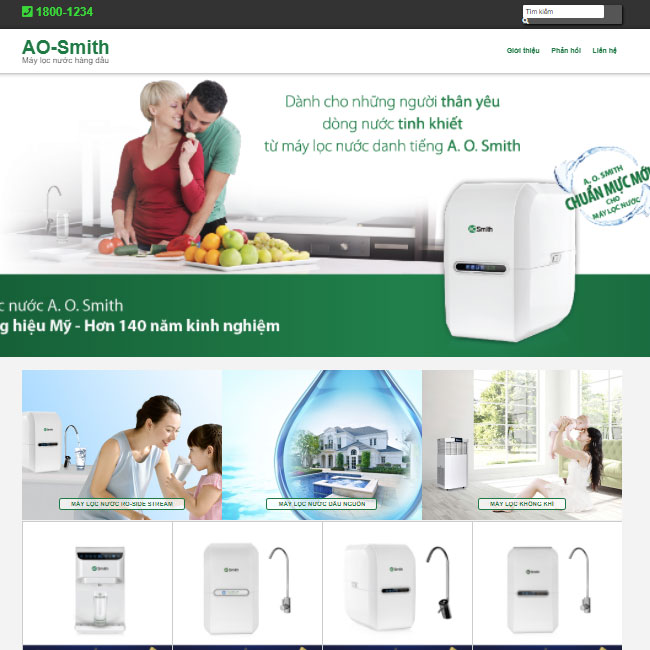 1800-1234
Tìm kiếm
AO-Smith
Máy lọc nước hàng đầu
Giới thiệu
Phản hồi
Liên hệ
Dành cho những người thân yêu
dòng nước tinh khiết
từ máy lọc nước danh tiếng A. O. Smith
A. O. SMITH
CHUẨN MỰC MỚI
CHO
MÁY LỌC NƯỚC
Smith
c nước A. O. Smith
g hiệu Mỹ - Hơn 140 năm kinh nghiệm
MÁY LỌC NƯỚC RO-SIDE STREAM
MÁY LỌC NƯỚC ĐẦU NGUỒN
MÁY LỌC KHÔNG KHÍ
Smith
Smith
Smith
Smith